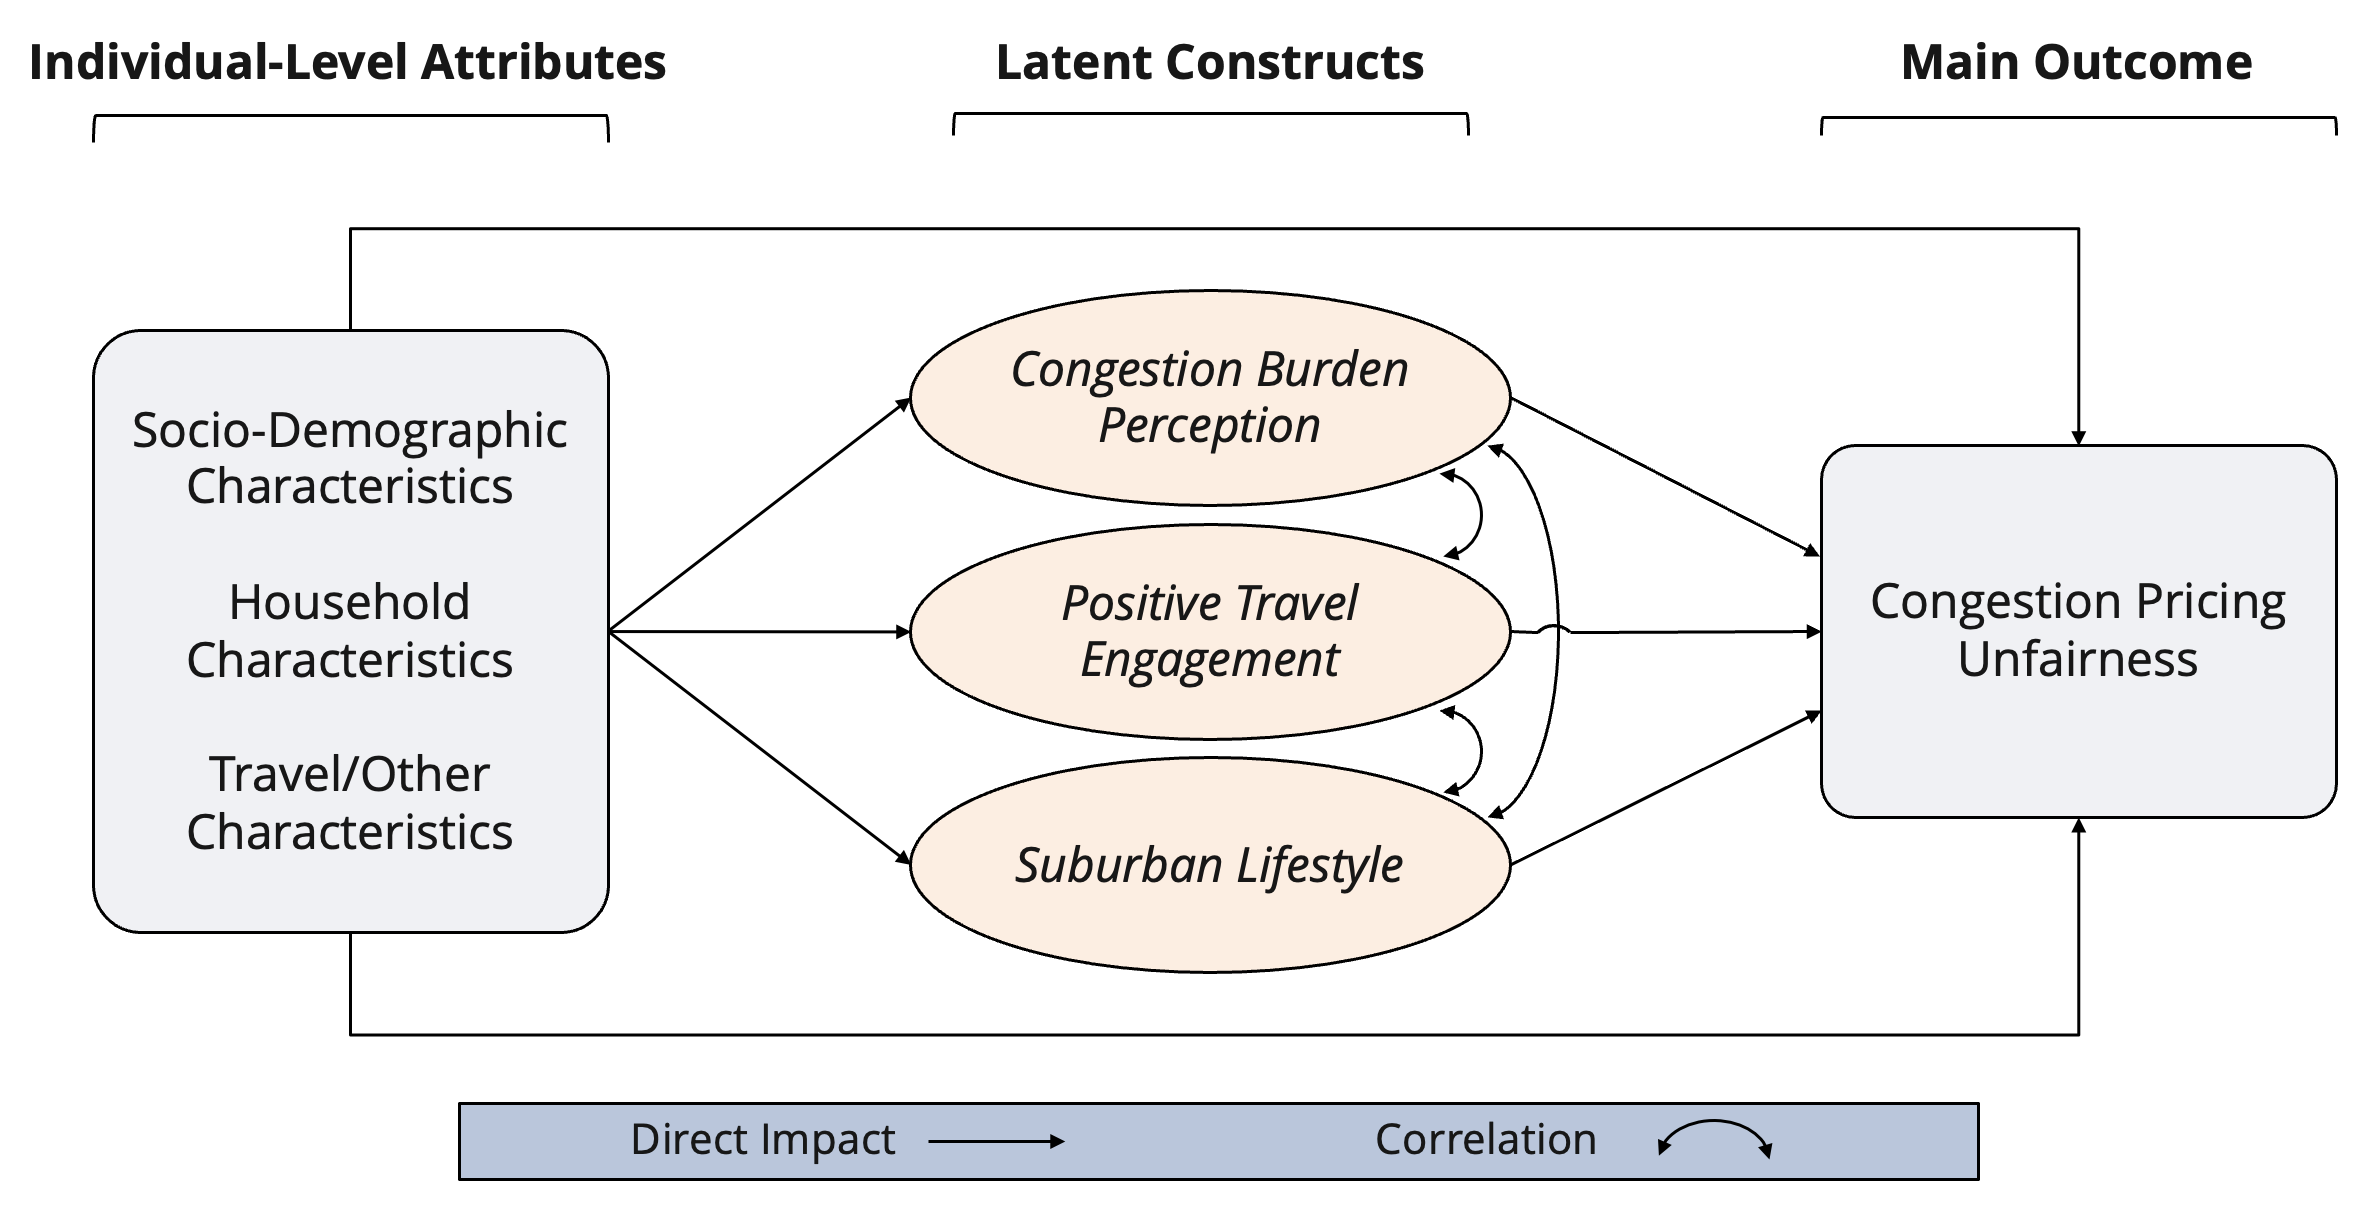 Individual-Level Attributes
Latent Constructs
Main Outcome
Socio-Demographic
Characteristics
Household
Characteristics
Travel/Other
Characteristics
Congestion Burden
Perception
Positive Travel
Engagement
Suburban Lifestyle
Congestion Pricing
Unfairness
Direct Impact
Correlation